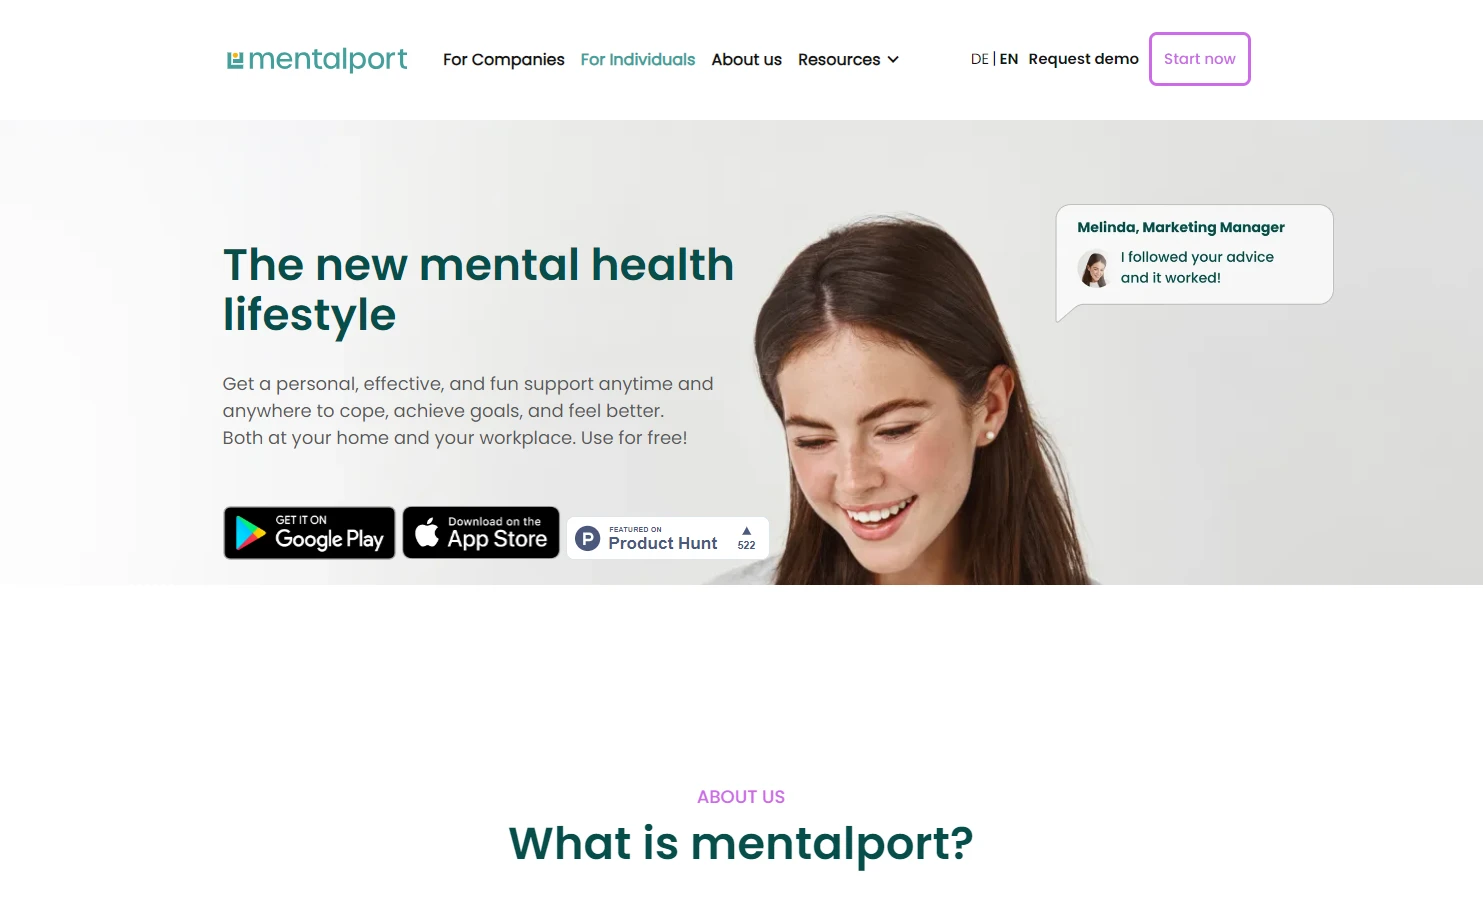 mentalport
For Companies
For Individuals
About us
Resources
DE | EN
Request demo
Start now
The new mental health
lifestyle
Get a personal, effective, and fun support anytime and
anywhere to cope, achieve goals, and feel better.
Both at your home and your workplace. Use for free!
GET IT ON
Google Play
Download on the
App Store
P
FEATURED ON
Product Hunt
522
Melinda, Marketing Manager
I followed your advice
and it worked!
ABOUT US
What is mentalport?